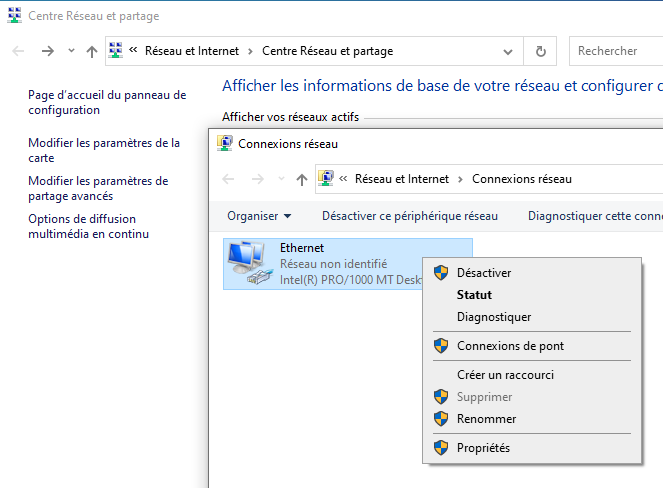 Centre Réseau et partage
Réseau et Internet > Centre Réseau et partage
Rechercher
Page d'accueil du panneau de
configuration
Modifier les paramètres de la
carte
Modifier les paramètres de
partage avancés
Options de diffusion
multimédia en continu
Afficher les informations de base de votre réseau et configurer
Afficher vos réseaux actifs
Connexions réseau
Réseau et Internet > Connexions réseau
Organiser
Désactiver ce périphérique réseau
Diagnostiquer cette conne
Ethernet
Réseau non identifié
Intel(R) PRO/1000 MT Desk
Désactiver
Statut
Diagnostiquer
Connexions de pont
Créer un raccourci
Supprimer
Renommer
Propriétés